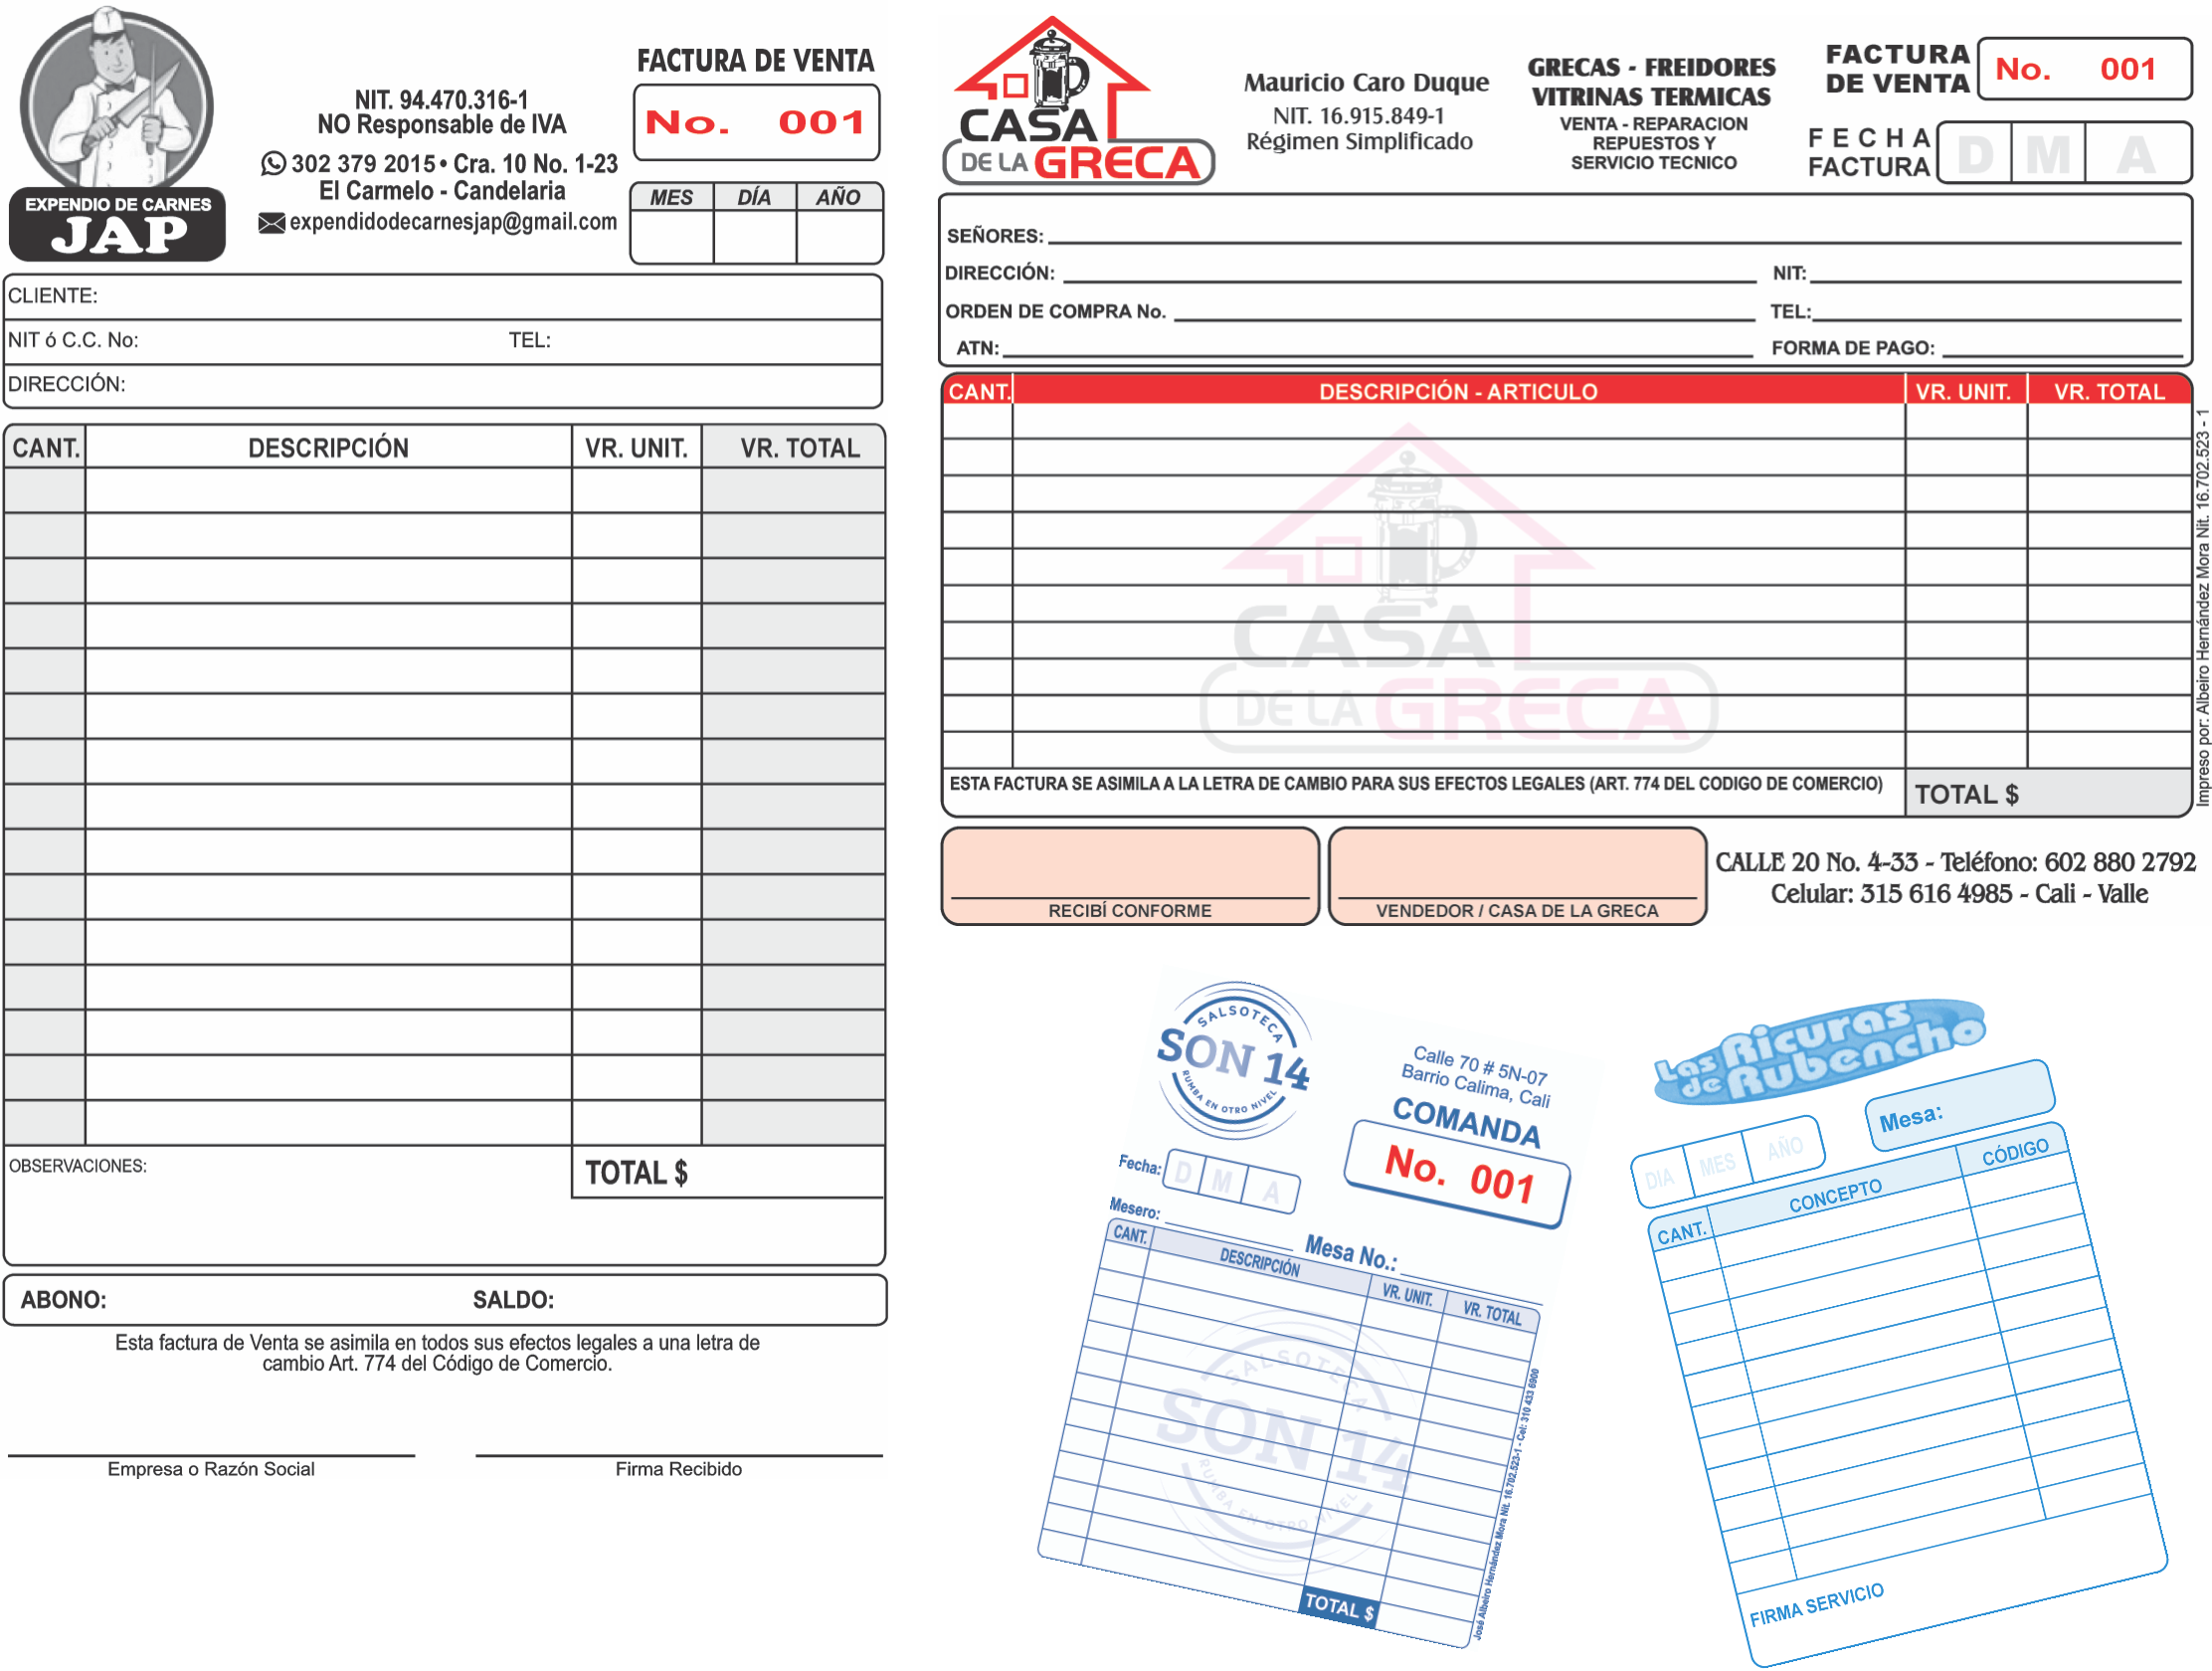 EXPENDIO DE CARNES
JAP
NIT. 94.470.316-1
NO Responsable de IVA
302 379 2015 • Cra. 10 No. 1-23
El Carmelo - Candelaria
expendidodecarnesjap@gmail.com
FACTURA DE VENTA
No. 001
MES DÍA AÑO
CLIENTE:
NIT ó C.C. No: TEL:
DIRECCIÓN:
CANT. DESCRIPCIÓN VR. UNIT. VR. TOTAL
OBSERVACIONES: TOTAL $
ABONO: SALDO:
Esta factura de Venta se asimila en todos sus efectos legales a una letra de
cambio Art. 774 del Código de Comercio.
Empresa o Razón Social Firma Recibido
CASA
DE LA GRECA
Mauricio Caro Duque
NIT. 16.915.849-1
Régimen Simplificado
GRECAS - FREIDORES
VITRINAS TERMICAS
VENTA - REPARACION
REPUESTOS Y
SERVICIO TECNICO
FACTURA
DE VENTA
No. 001
FECHA
FACTURA
D M A
SEÑORES:
DIRECCIÓN: NIT:
ORDEN DE COMPRA No. TEL:
ATN: FORMA DE PAGO:
CANT. DESCRIPCIÓN - ARTICULO VR. UNIT. VR. TOTAL
CASA
DE LA GRECA
ESTA FACTURA SE ASIMILA A LA LETRA DE CAMBIO PARA SUS EFECTOS LEGALES (ART. 774 DEL CODIGO DE COMERCIO) TOTAL $
Impreso por: Albeiro Hernández Mora Nit. 16.702.523 - 1
RECIBÍ CONFORME VENDEDOR / CASA DE LA GRECA
CALLE 20 No. 4-33 - Teléfono: 602 880 2792
Celular: 315 616 4985 - Cali - Valle
SALSOTECA
SON 14
RUMBA EN OTRO NIVEL
Calle 70 # 5N-07
Barrio Calima, Cali
COMANDA
No. 001
Fecha: D M A
Mesero: Mesa No.:
CANT. DESCRIPCIÓN VR. UNIT. VR. TOTAL
SALSOTECA
SON 14
RUMBA EN OTRO NIVEL
TOTAL $
José Albeiro Hernández Mora Nit. 16.702.523-1 - Cel: 310 433 6900
Las Ricuras
de Rubencho
DIA MES AÑO
Mesa:
CANT. CONCEPTO CÓDIGO
FIRMA SERVICIO